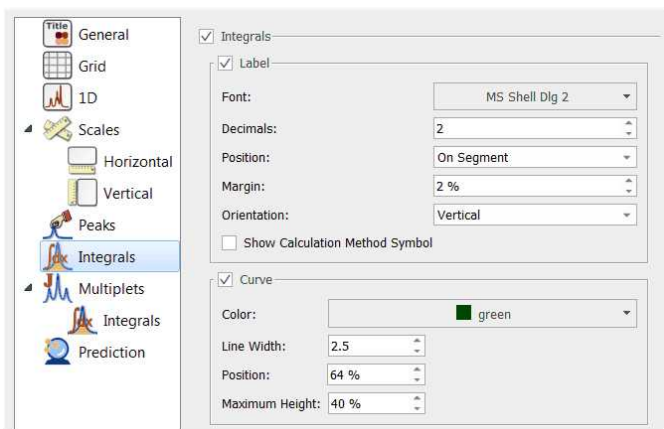 Title
General
Grid
1D
Scales
Horizontal
Vertical
Peaks
∫dx Integrals
J
Multiplets
∫dx Integrals
Prediction
Integrals
Label
Font: MS Shell Dlg 2
Decimals: 2
Position: On Segment
Margin: 2 %
Orientation: Vertical
Show Calculation Method Symbol
Curve
Color: green
Line Width: 2.5
Position: 64 %
Maximum Height: 40 %